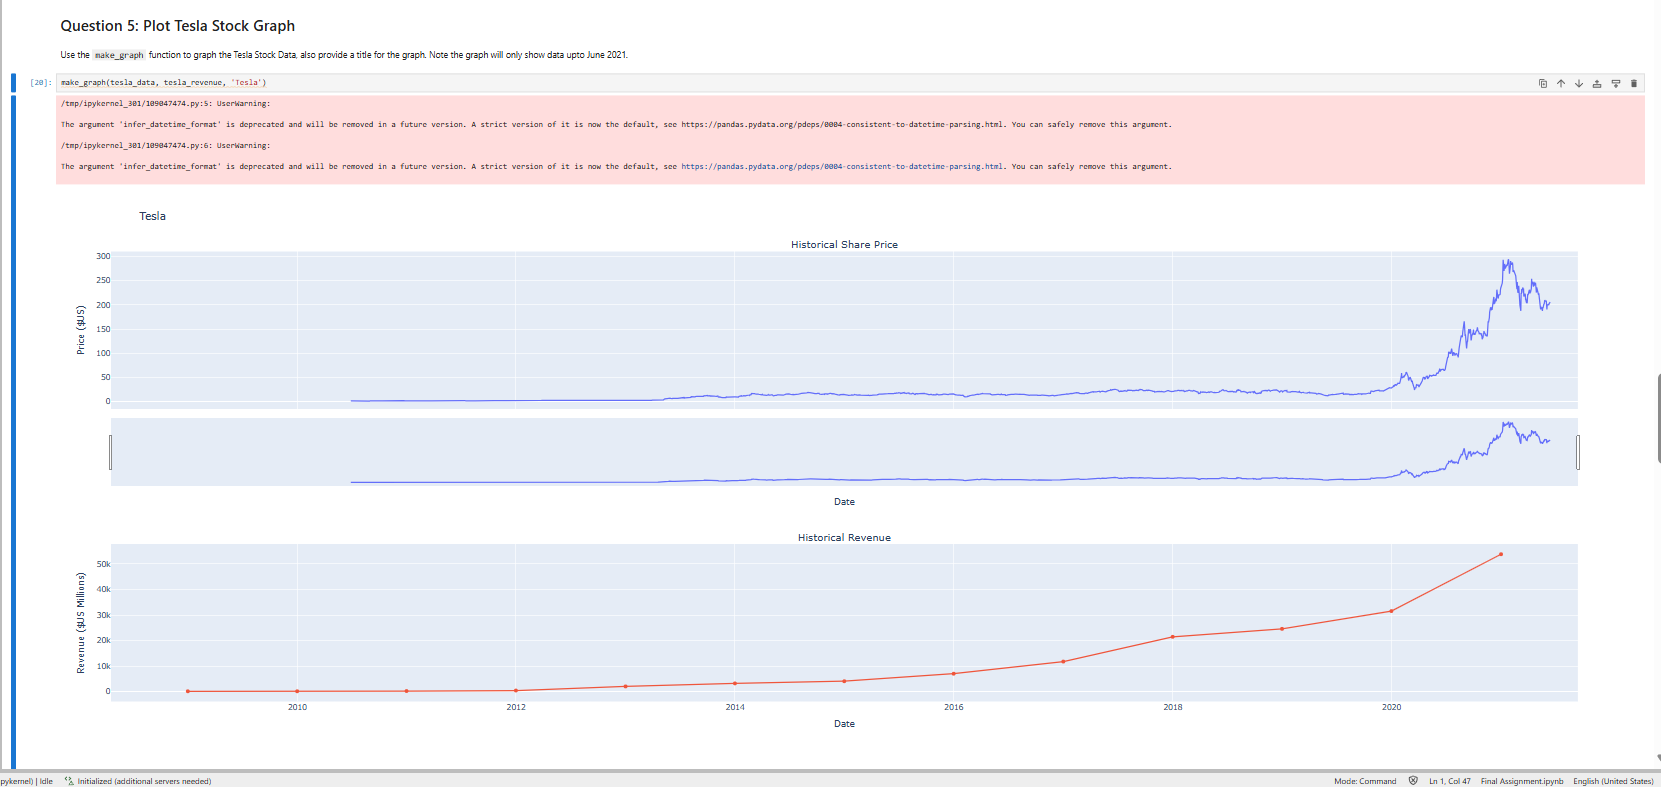 Question 5: Plot Tesla Stock Graph
Use the make_graph function to graph the Tesla Stock Data, also provide a title for the graph. Note the graph will only show data upto June 2021.
[20]: make_graph(tesla_data, tesla_revenue, 'Tesla')
/tmp/ipykernel_301/109047474.py:5: UserWarning:
The argument 'infer_datetime_format' is deprecated and will be removed in a future version. A strict version of it is now the default, see https://pandas.pydata.org/pdeps/0004-consistent-to-datetime-parsing.html. You can safely remove this argument.
/tmp/ipykernel_301/109047474.py:6: UserWarning:
The argument 'infer_datetime_format' is deprecated and will be removed in a future version. A strict version of it is now the default, see https://pandas.pydata.org/pdeps/0004-consistent-to-datetime-parsing.html. You can safely remove this argument.
Tesla
Historical Share Price
Price ($US)
300
250
200
150
100
50
0
Date
Historical Revenue
Revenue ($US Millions)
50k
40k
30k
20k
10k
0
2010 2012 2014 2016 2018 2020
Date
pykernel) | Idle Initialized (additional servers needed) Mode: Command Ln 1, Col 47 Final Assignment.ipynb English (United States)